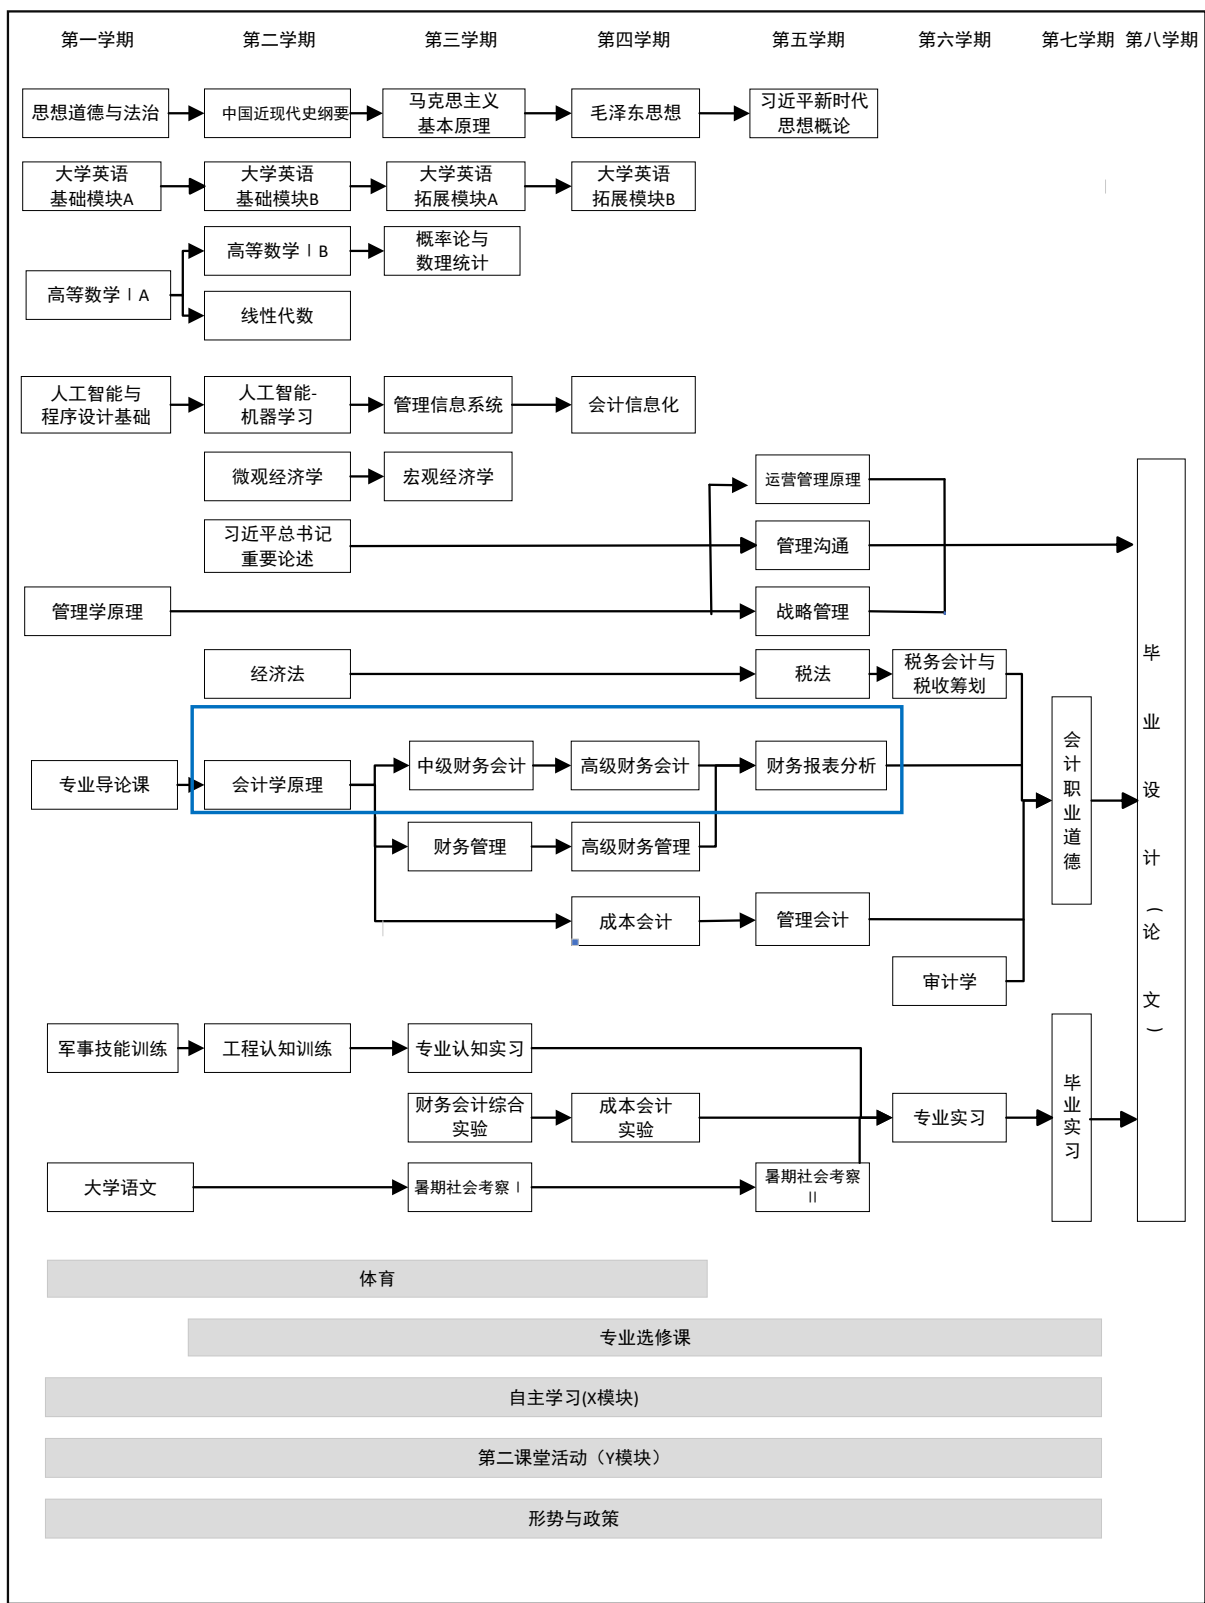 第一学期 第二学期 第三学期 第四学期 第五学期 第六学期 第七学期 第八学期
思想道德与法治
中国近现代史纲要
马克思主义
基本原理
毛泽东思想
习近平新时代
思想概论
大学英语
基础模块A
大学英语
基础模块B
大学英语
拓展模块A
大学英语
拓展模块B
高等数学ⅠA
高等数学ⅠB
概率论与
数理统计
线性代数
人工智能与
程序设计基础
人工智能-
机器学习
管理信息系统
会计信息化
微观经济学
宏观经济学
运营管理原理
习近平总书记
重要论述
管理沟通
管理学原理
战略管理
经济法
税法
税务会计与
税收筹划
专业导论课
会计学原理
中级财务会计
高级财务会计
财务报表分析
财务管理
高级财务管理
成本会计
管理会计
审计学
会计职业道德
毕业设计（论文）
军事技能训练
工程认知训练
专业认知实习
财务会计综合
实验
成本会计
实验
专业实习
毕业实习
大学语文
暑期社会考察Ⅰ
暑期社会考察
II
体育
专业选修课
自主学习(X模块)
第二课堂活动（Y模块）
形势与政策